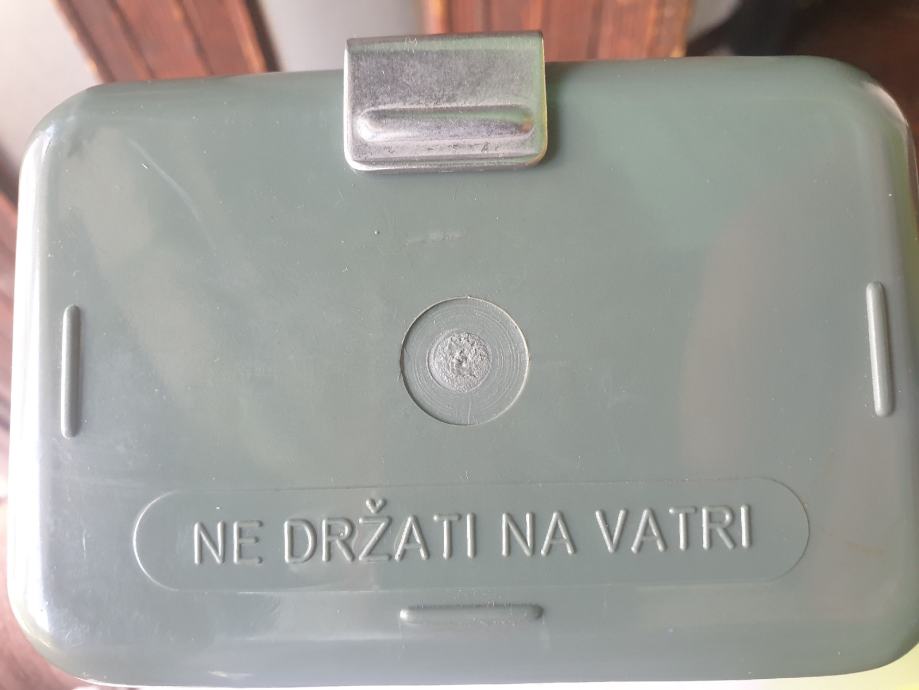 NE DRŽATI NA VATRI